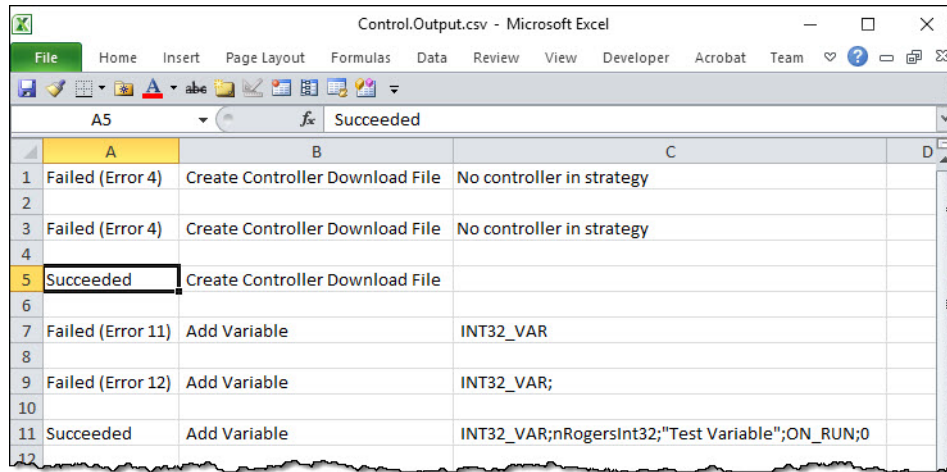 Control.Output.csv - Microsoft Excel
File Home Insert Page Layout Formulas Data Review View Developer Acrobat Team
A abc
A5 fx Succeeded
A B C D
1 Failed (Error 4) Create Controller Download File No controller in strategy
2
3 Failed (Error 4) Create Controller Download File No controller in strategy
4
5 Succeeded Create Controller Download File
6
7 Failed (Error 11) Add Variable INT32_VAR
8
9 Failed (Error 12) Add Variable INT32_VAR;
10
11 Succeeded Add Variable INT32_VAR;nRogersInt32;"Test Variable";ON_RUN;0
12